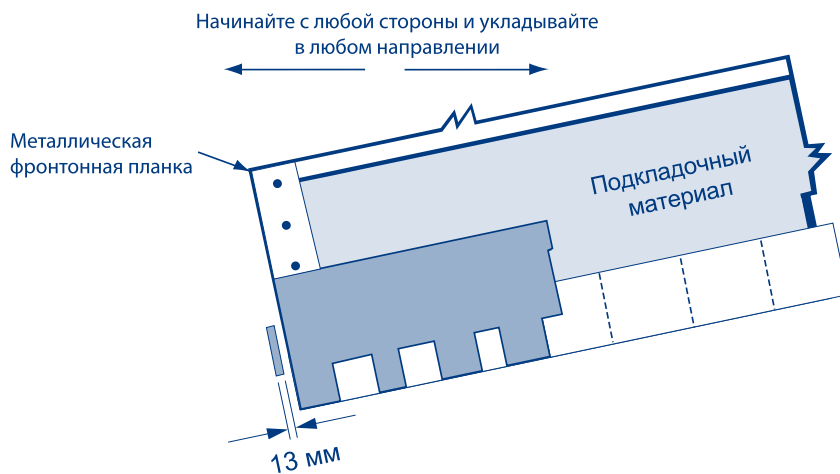 Начинайте с любой стороны и укладывайте
в любом направлении
Металлическая
фронтонная планка
Подкладочный
материал
13 мм